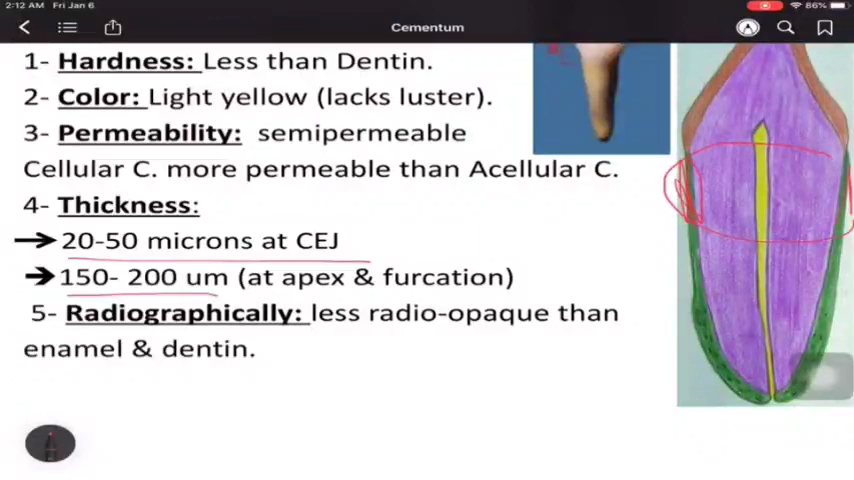 2:12 AM Fri Jan 6
86%
Cementum
1- Hardness: Less than Dentin.
2- Color: Light yellow (lacks luster).
3- Permeability: semipermeable
Cellular C. more permeable than Acellular C.
4- Thickness:
→ 20-50 microns at CEJ
→ 150- 200 um (at apex & furcation)
5- Radiographically: less radio-opaque than
enamel & dentin.